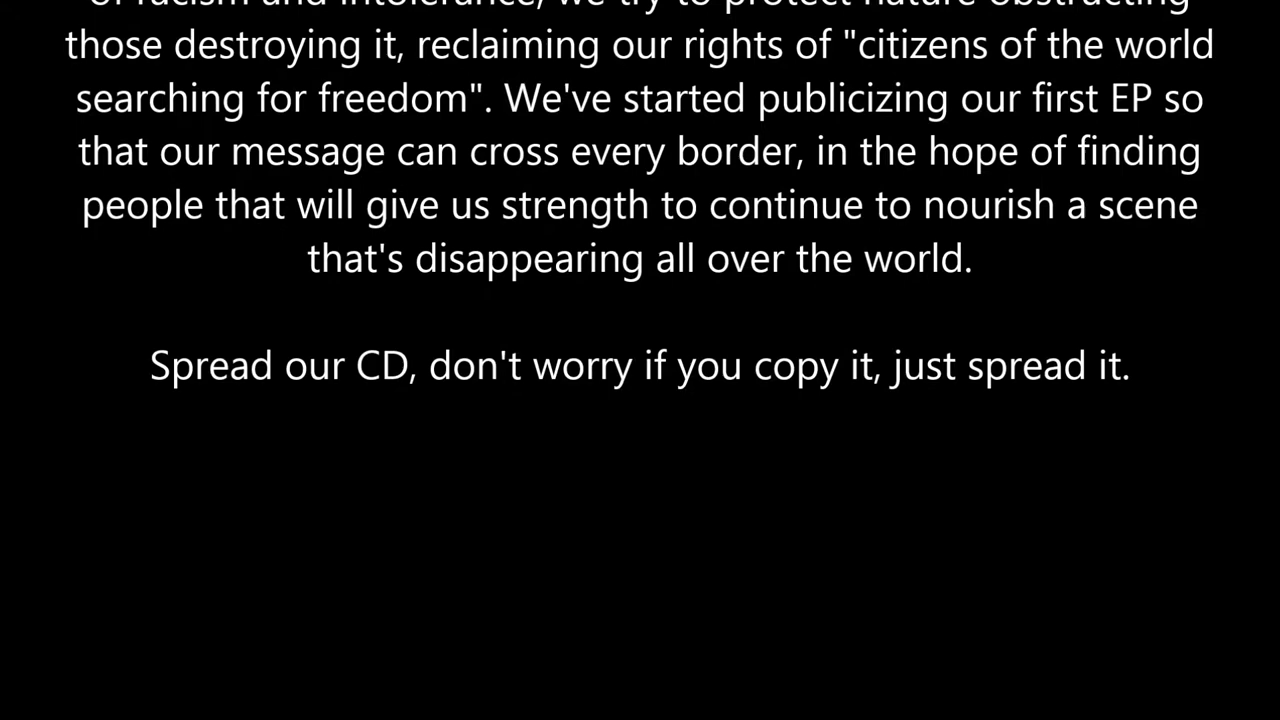 of racism and intolerance, we try to protect nature obstructing
those destroying it, reclaiming our rights of "citizens of the world
searching for freedom". We've started publicizing our first EP so
that our message can cross every border, in the hope of finding
people that will give us strength to continue to nourish a scene
that's disappearing all over the world.
Spread our CD, don't worry if you copy it, just spread it.